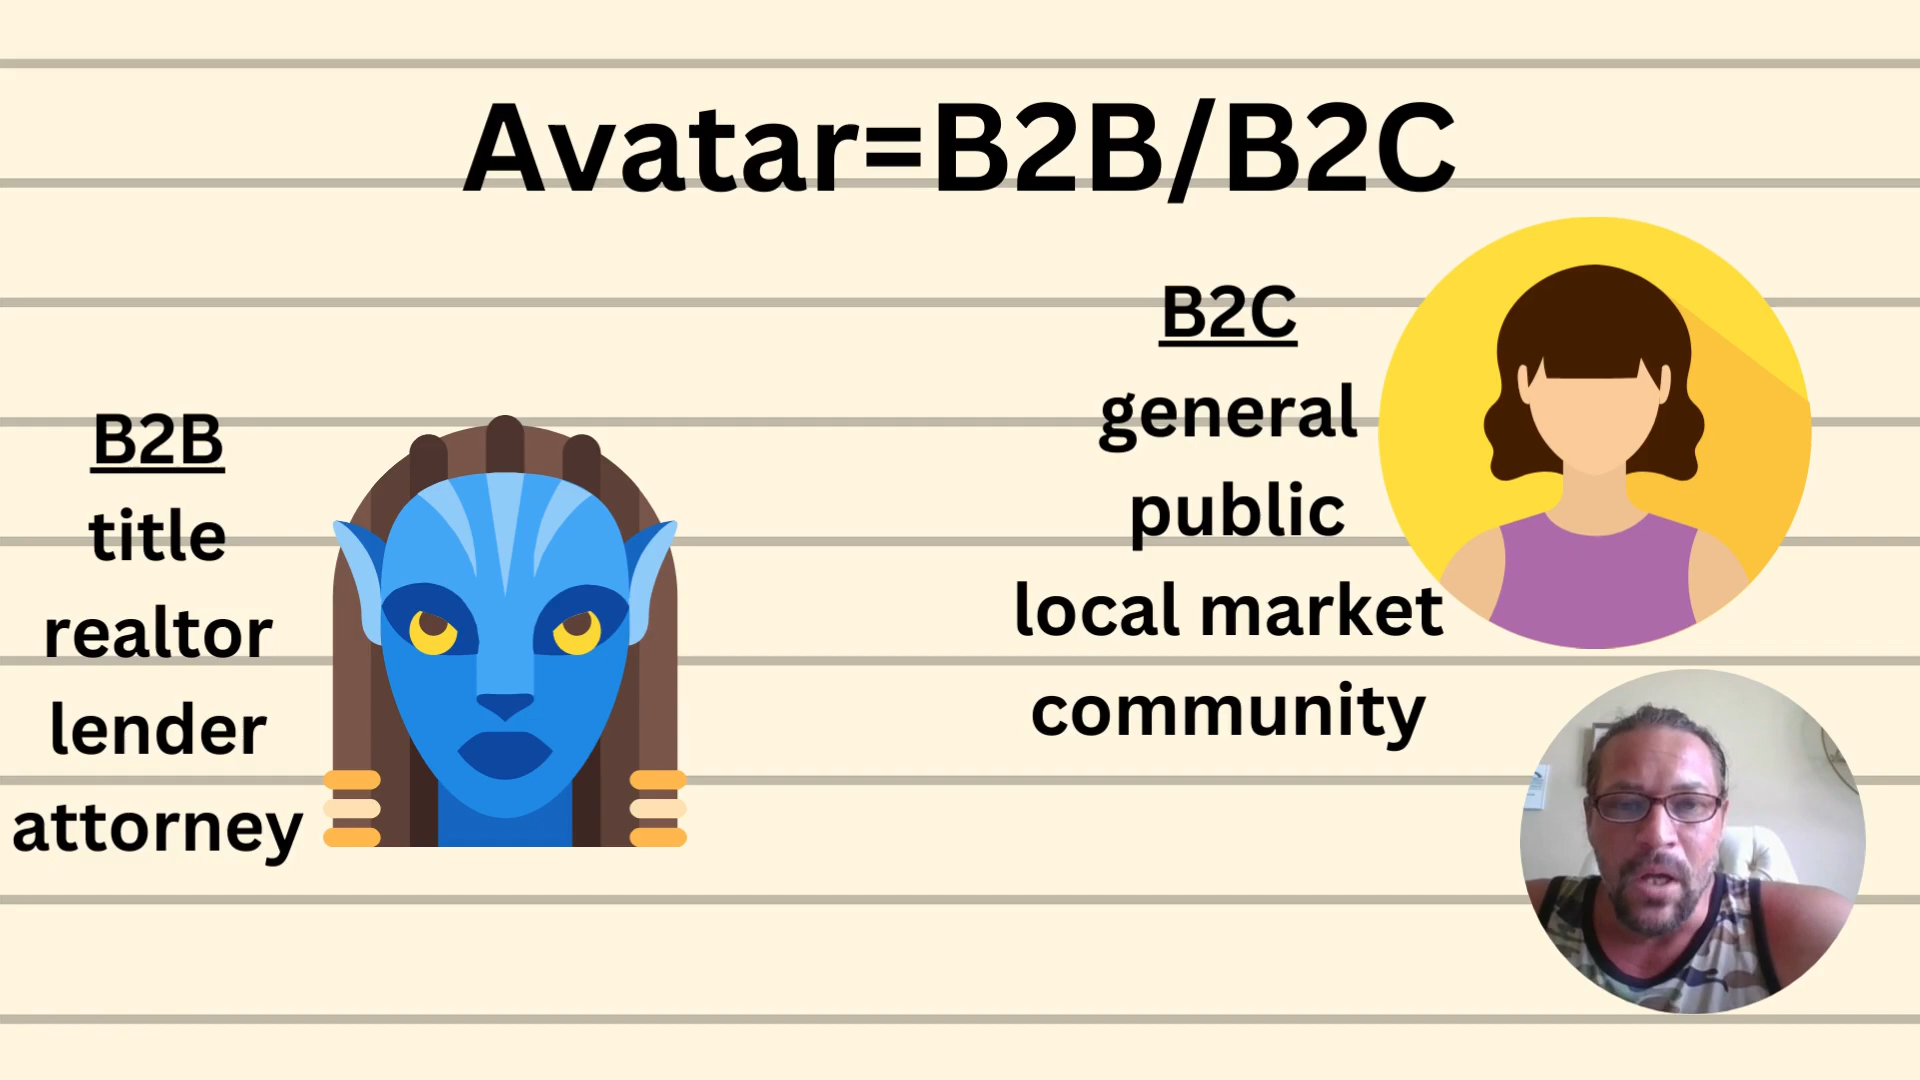 Avatar=B2B/B2C
B2B
title
realtor
lender
attorney
B2C
general
public
local market
community